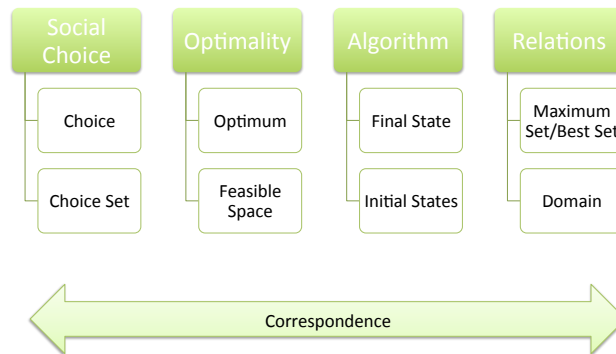 Social
Choice
Optimality
Algorithm
Relations
Choice
Optimum
Final State
Maximum
Set/Best Set
Choice Set
Feasible
Space
Initial States
Domain
Correspondence